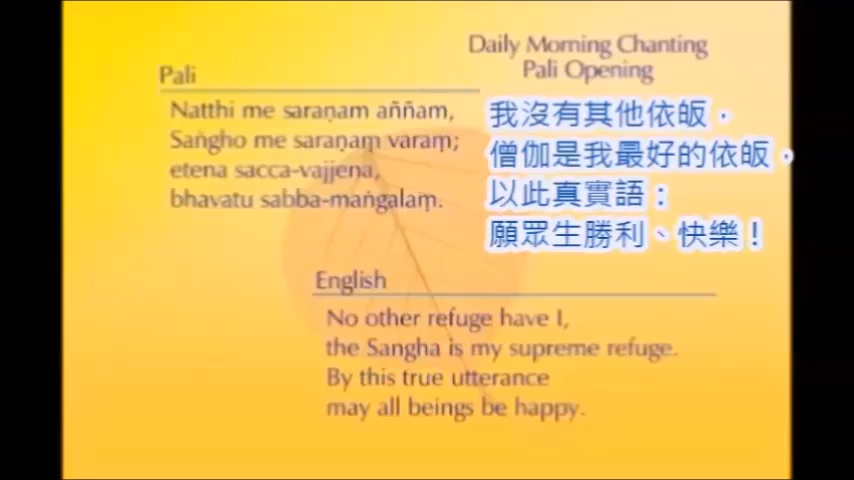 Daily Morning Chanting
Pali Opening
Pali
Natthi me saraṇam aññam,
Saṅgho me saraṇaṃ varaṃ;
etena sacca-vajjena,
bhavatu sabba-maṅgalaṃ.
我沒有其他依皈，
僧伽是我最好的依皈，
以此真實語：
願眾生勝利、快樂！
English
No other refuge have I,
the Sangha is my supreme refuge.
By this true utterance
may all beings be happy.